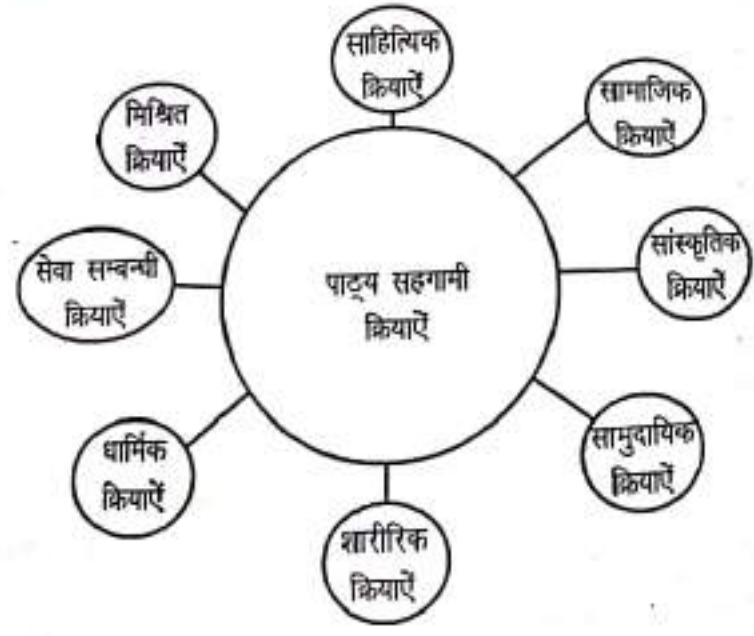 साहित्यिक
क्रियाऐं
सामाजिक
क्रियाऐं
सांस्कृतिक
क्रियाऐं
सामुदायिक
क्रियाऐं
शारीरिक
क्रियाऐं
धार्मिक
क्रियाऐं
सेवा सम्बन्धी
क्रियाऐं
मिश्रित
क्रियाऐं
पाठ्य सहगामी
क्रियाऐं